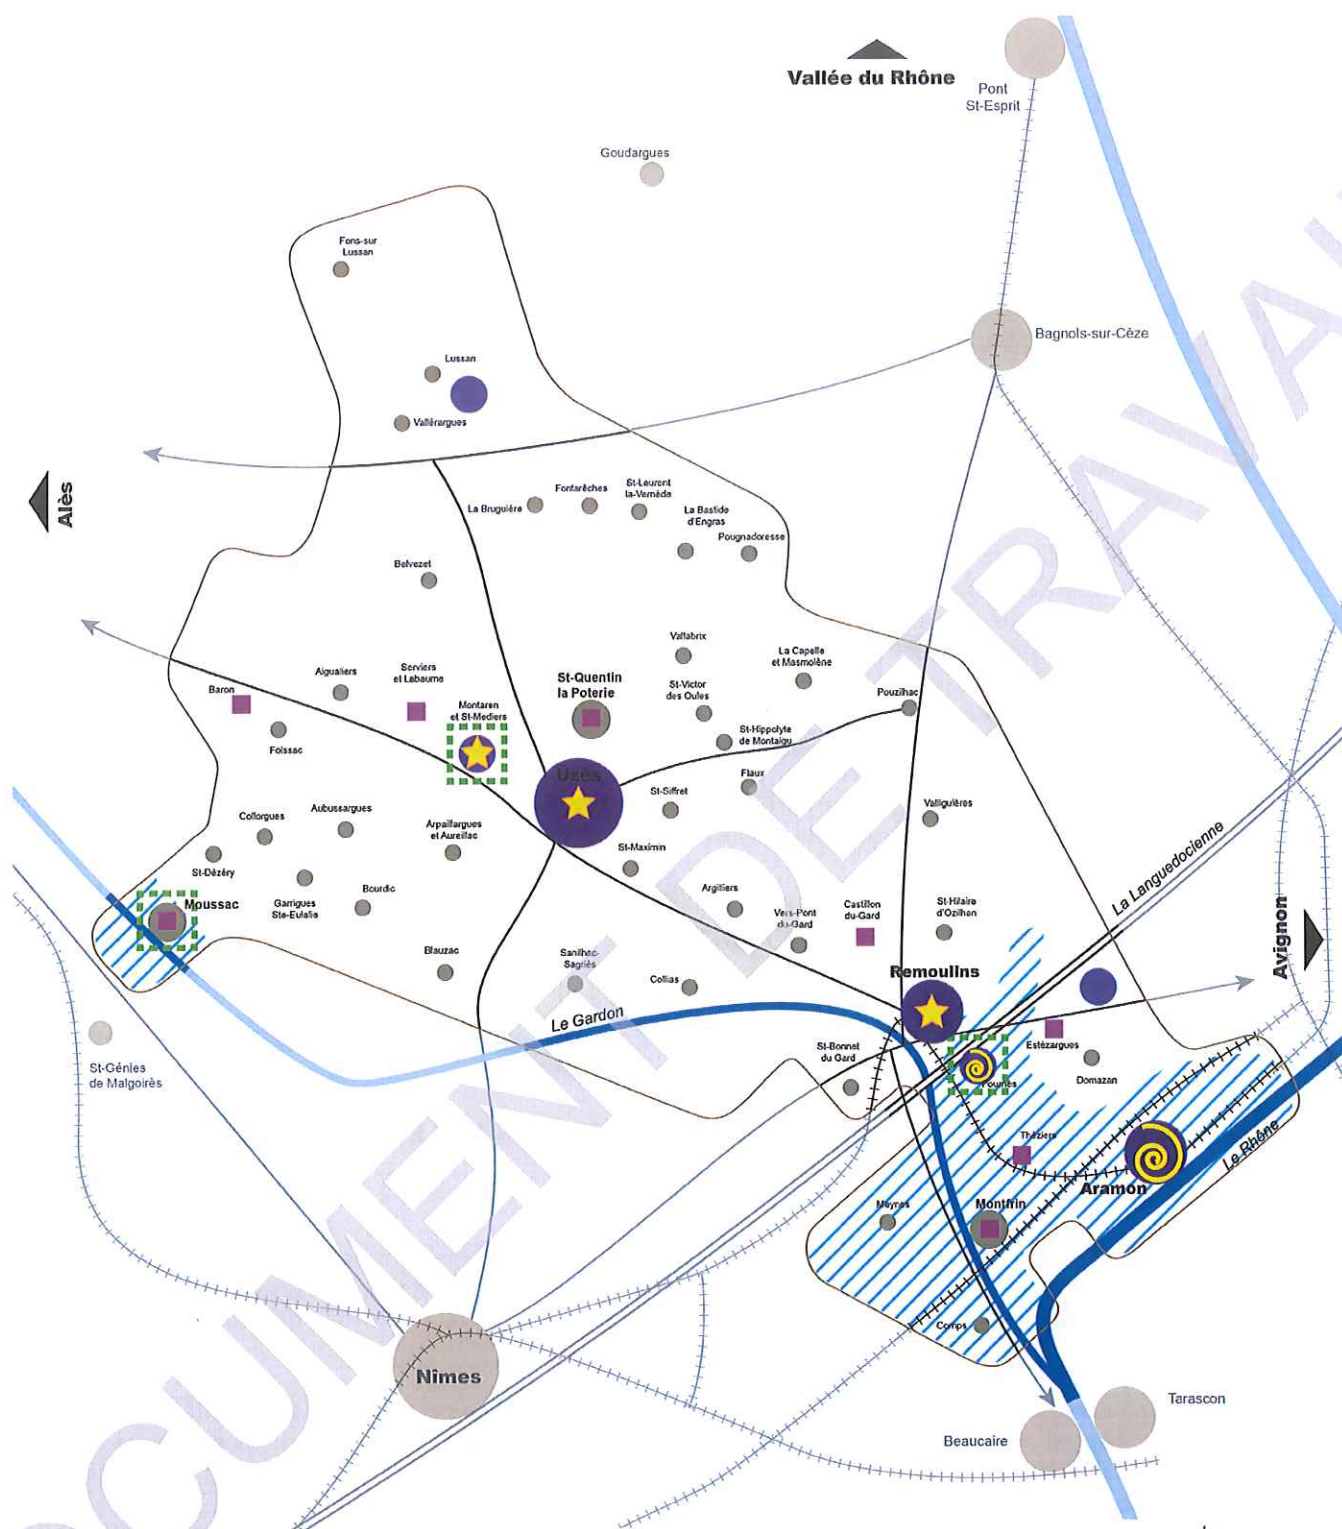 Vallée du Rhône
Pont
St-Esprit
Goudargues
Fons-sur
Lussan
Bagnols-sur-Cèze
Lussan
Vallérargues
Alès
La Bruguière
Fontarèches
St-Laurent
la-Vernède
La Bastide
d'Engras
Pougnadoresse
Belvezet
Vallabrix
La Capelle
et Masmolène
Aigualiers
Serviers
et Labaume
St-Quentin
la Poterie
St-Victor
des Oules
Pouzilhac
Baron
Montaren
et St-Mediers
Foissac
St-Hippolyte
de Montaigu
Uzès
Flaux
St-Siffret
Valliguières
Collorgues
Aubussargues
Arpaillargues
et Aureillac
St-Maximin
La Languedocienne
St-Dézéry
Garrigues
Ste-Eulalie
Bourdic
Argilliers
Castillon
du-Gard
St-Hilaire
d'Ozilhan
Moussac
Vers-Pont
du-Gard
Avignon
Blauzac
Sanilhac-
Sagriès
Collias
Remoulins
Le Gardon
St-Bonnet
du Gard
Estézargues
St-Génies
de Malgoirès
Fournès
Domazan
Théziers
Le Rhône
Aramon
Meynes
Montfrin
Comps
Nîmes
Tarascon
Beaucaire
OCUMENT DE TRAVAI